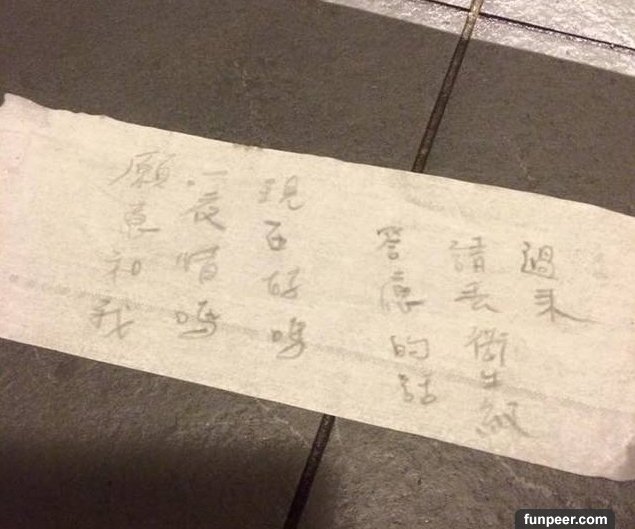 願意和我
一夜情嗎
現在好嗎
答應的話
請丟衛生紙
過來
funpeer.com